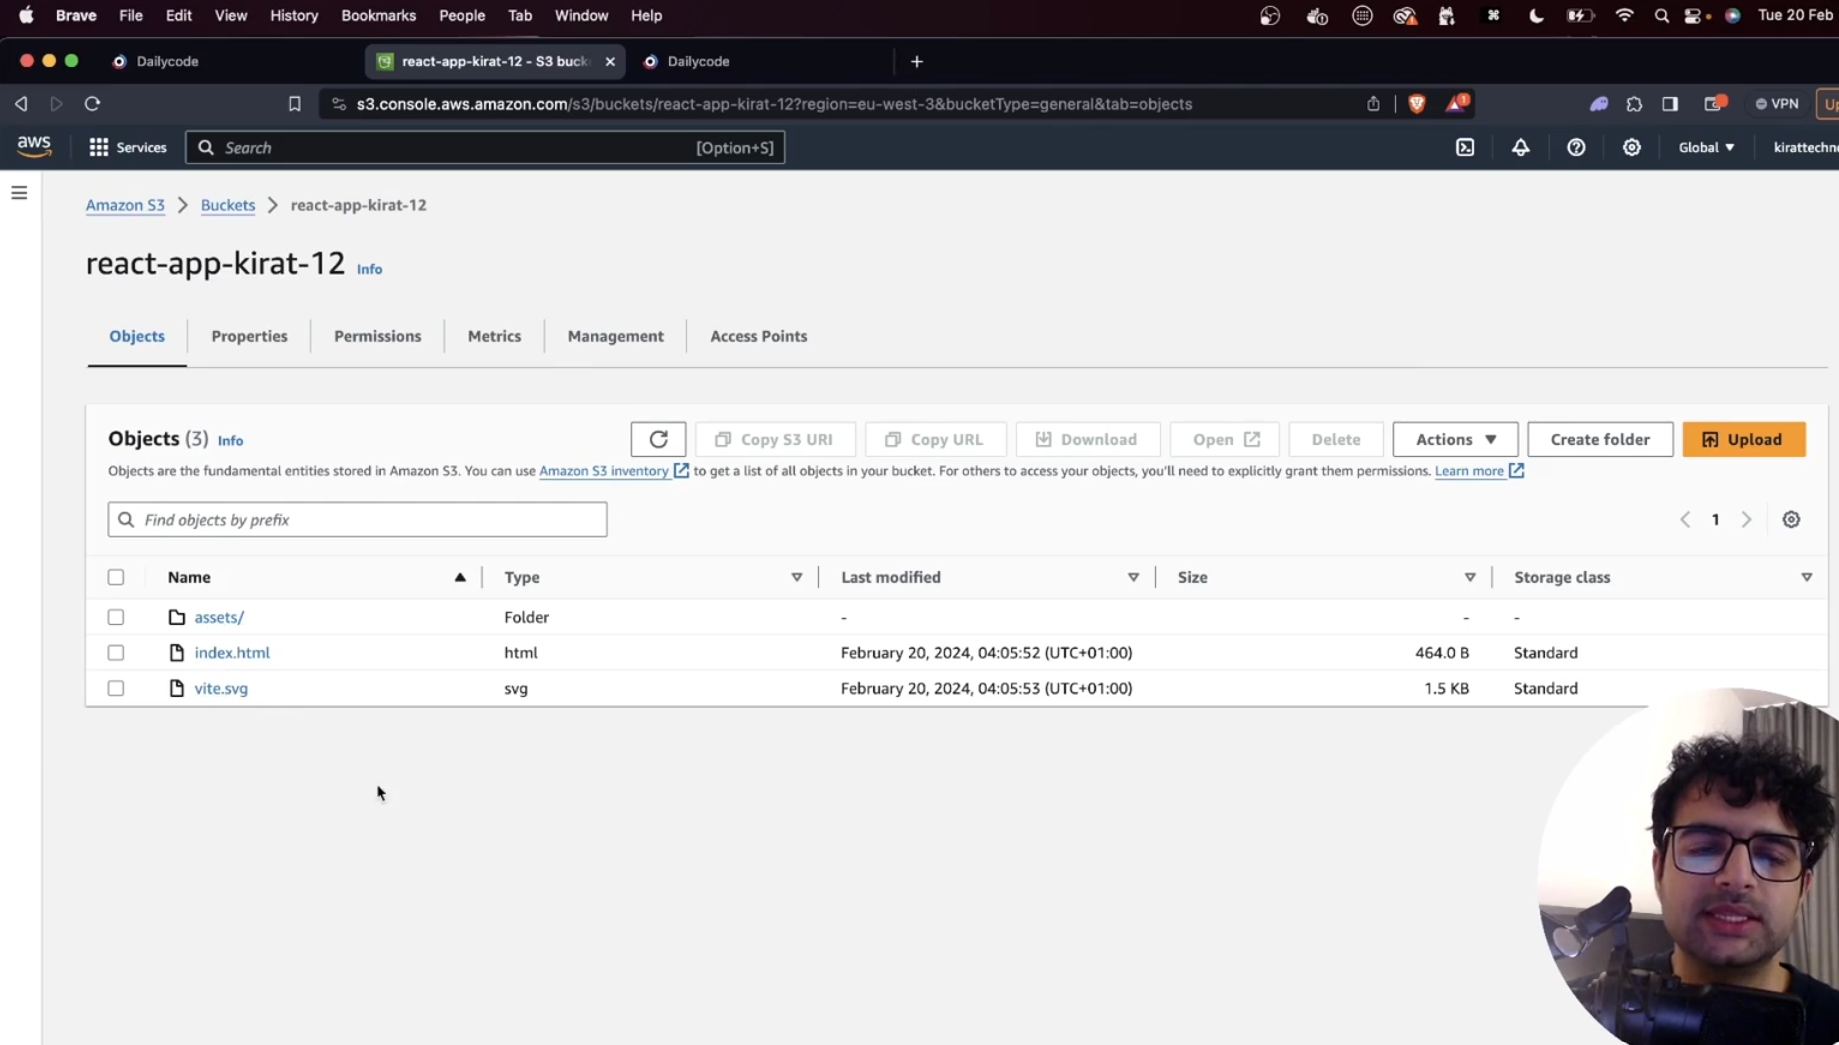 Brave File Edit View History Bookmarks People Tab Window Help Tue 20 Feb
Dailycode react-app-kirat-12 - S3 buck Dailycode
s3.console.aws.amazon.com/s3/buckets/react-app-kirat-12?region=eu-west-3&bucketType=general&tab=objects 1 VPN
aws Services Search [Option+S] Global kirattechn
Amazon S3 Buckets react-app-kirat-12
react-app-kirat-12 Info
Objects Properties Permissions Metrics Management Access Points
Objects (3) Info Copy S3 URI Copy URL Download Open Delete Actions Create folder Upload
Objects are the fundamental entities stored in Amazon S3. You can use Amazon S3 inventory to get a list of all objects in your bucket. For others to access your objects, you'll need to explicitly grant them permissions. Learn more
Find objects by prefix 1
Name Type Last modified Size Storage class
assets/ Folder - - -
index.html html February 20, 2024, 04:05:52 (UTC+01:00) 464.0 B Standard
vite.svg svg February 20, 2024, 04:05:53 (UTC+01:00) 1.5 KB Standard